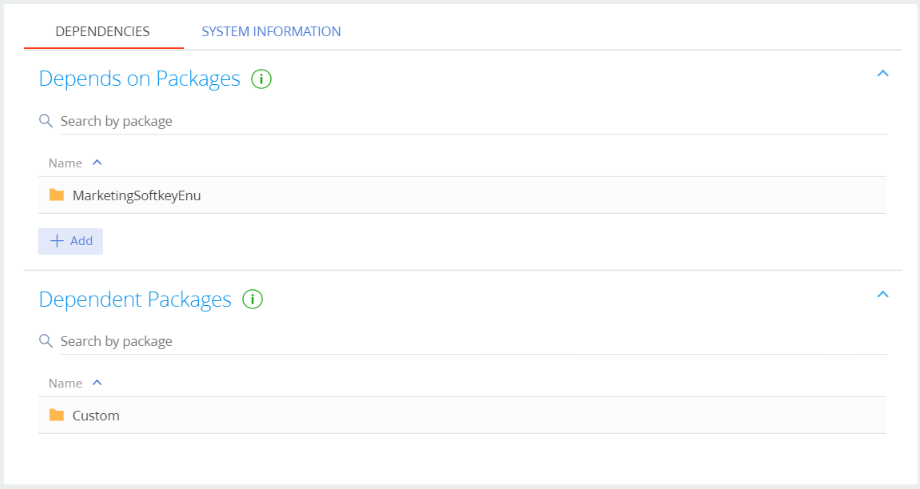 DEPENDENCIES SYSTEM INFORMATION
Depends on Packages
Search by package
Name
MarketingSoftkeyEnu
Add
Dependent Packages
Search by package
Name
Custom